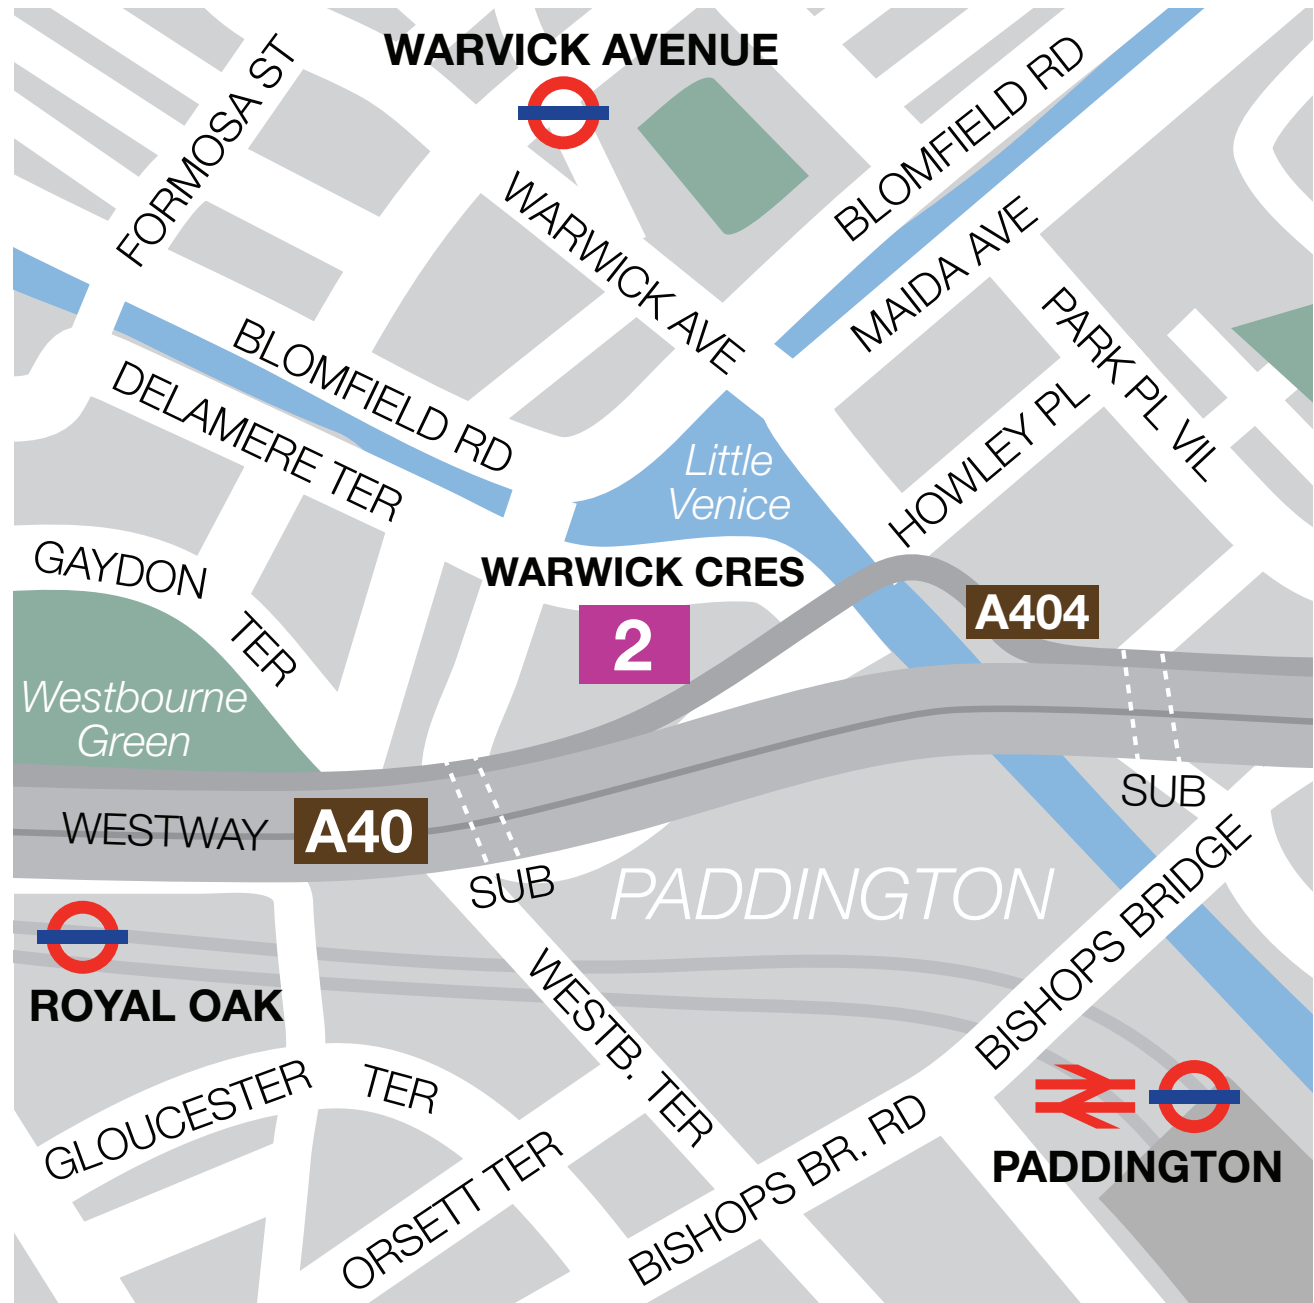 WARVICK AVENUE
FORMOSA ST
BLOMFIELD RD
WARWICK AVE
MAIDA AVE
PARK PL VIL
BLOMFIELD RD
DELAMERE TER
HOWLEY PL
Little
Venice
GAYDON
TER
WARWICK CRES
2
A404
Westbourne
Green
WESTWAY
A40
SUB
SUB
PADDINGTON
BISHOPS BRIDGE
ROYAL OAK
WESTB. TER
GLOUCESTER
TER
ORSETT TER
BISHOPS BR. RD
PADDINGTON